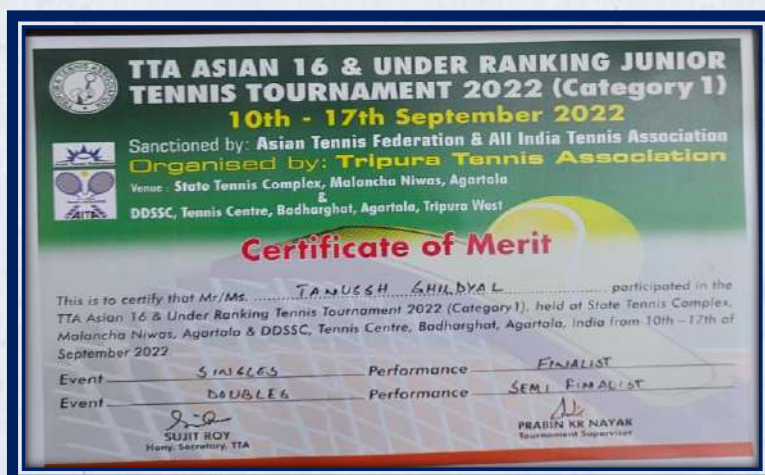 TTA ASIAN 16 & UNDER RANKING JUNIOR
TENNIS TOURNAMENT 2022 (Category 1)
10th - 17th September 2022
Sanctioned by: Asian Tennis Federation & All India Tennis Association
Organised by: Tripura Tennis Association
Venue : State Tennis Complex, Malancha Niwas, Agartala
&
DDSSC, Tennis Centre, Badharghat, Agartala, Tripura West
AITA
Certificate of Merit
This is to certify that Mr/Ms. TANUSSH GHILDYAL participated in the
TTA Asian 16 & Under Ranking Tennis Tournament 2022 (Category1), held at State Tennis Complex,
Malancha Niwas, Agartala & DDSSC, Tennis Centre, Badharghat, Agartala, India from 10th -17th of
September 2022
Event SINGLES Performance FINALIST
Event DOUBLES Performance SEMI FINALIST
SUJIT ROY
Hony. Secretary, TTA
PRABIN KR NAYAK
Tournament Supervisor